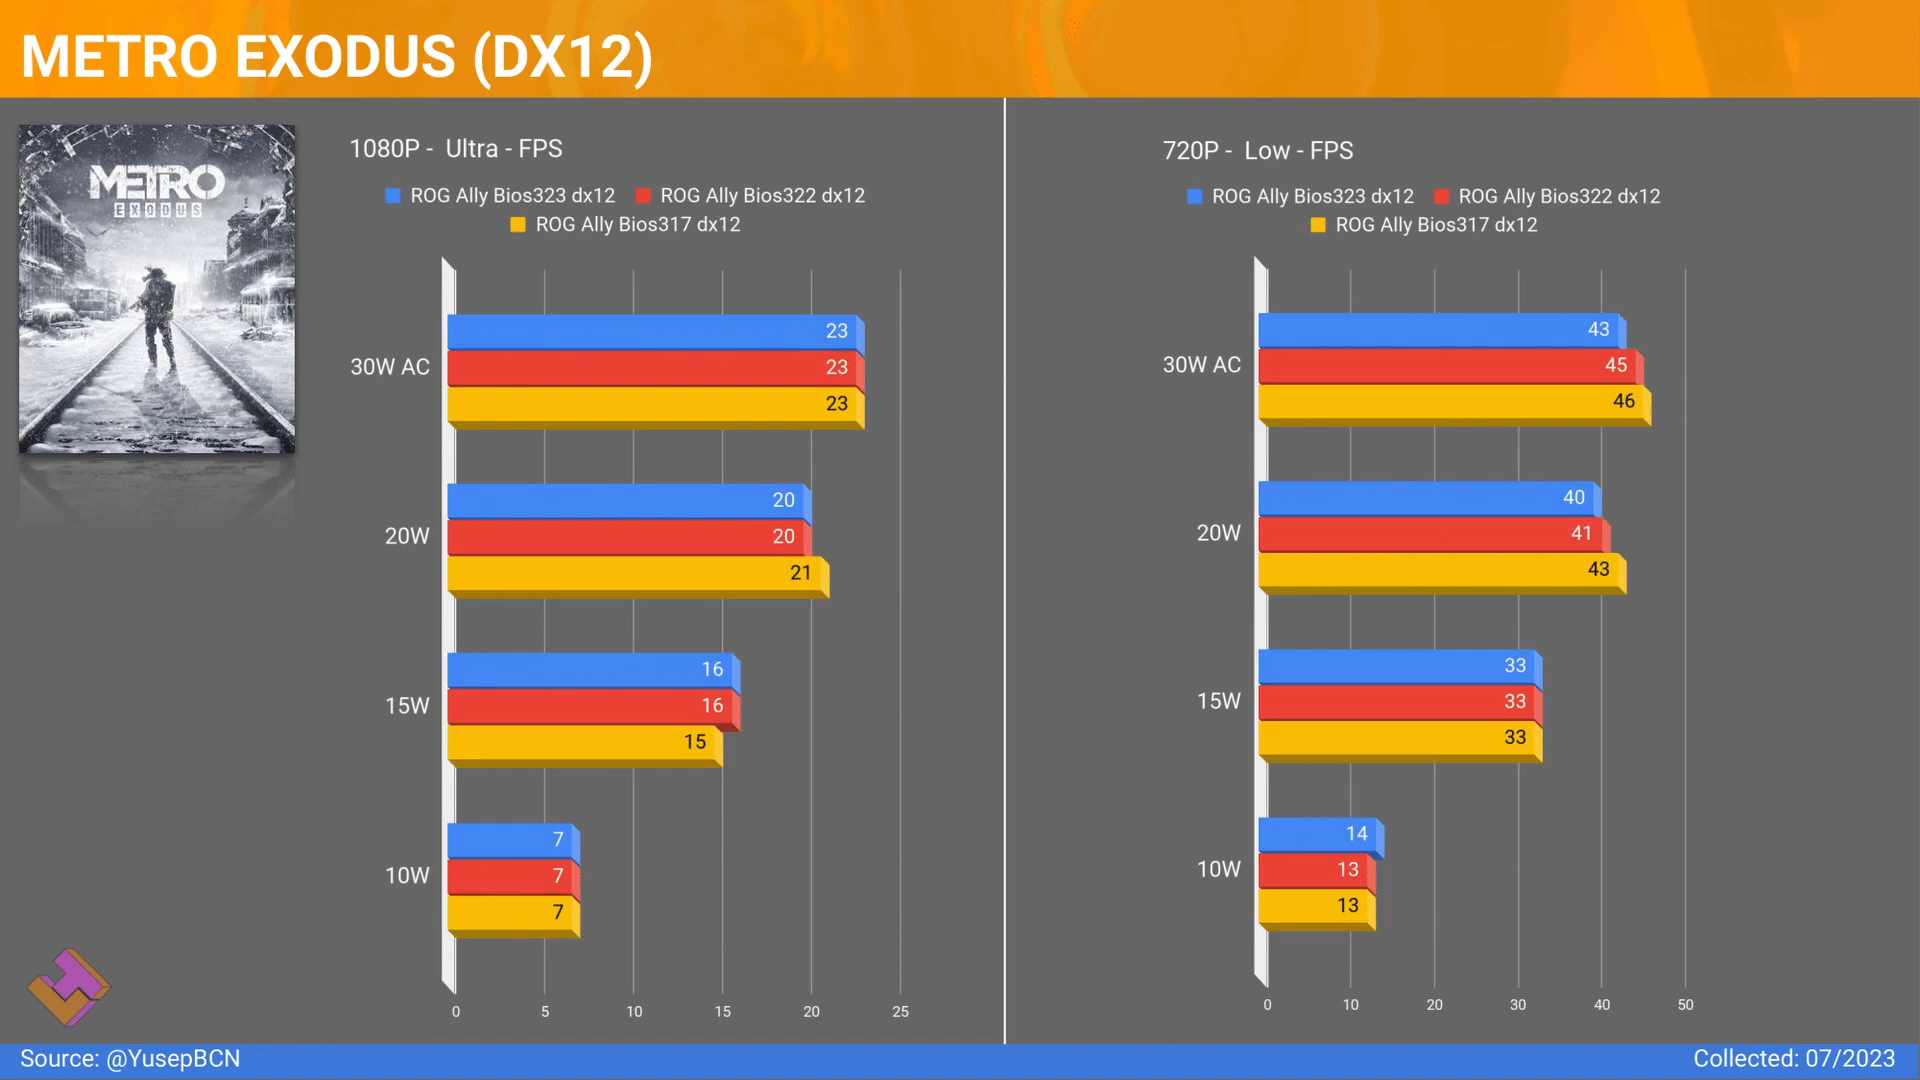 METRO EXODUS (DX12)
METRO
EXODUS
1080P - Ultra - FPS
ROG Ally Bios323 dx12 ROG Ally Bios322 dx12
ROG Ally Bios317 dx12
30W AC
23
23
23
20W
20
20
21
15W
16
16
15
10W
7
7
7
0 5 10 15 20 25
720P - Low - FPS
ROG Ally Bios323 dx12 ROG Ally Bios322 dx12
ROG Ally Bios317 dx12
30W AC
43
45
46
20W
40
41
43
15W
33
33
33
10W
14
13
13
0 10 20 30 40 50
Source: @YusepBCN
Collected: 07/2023